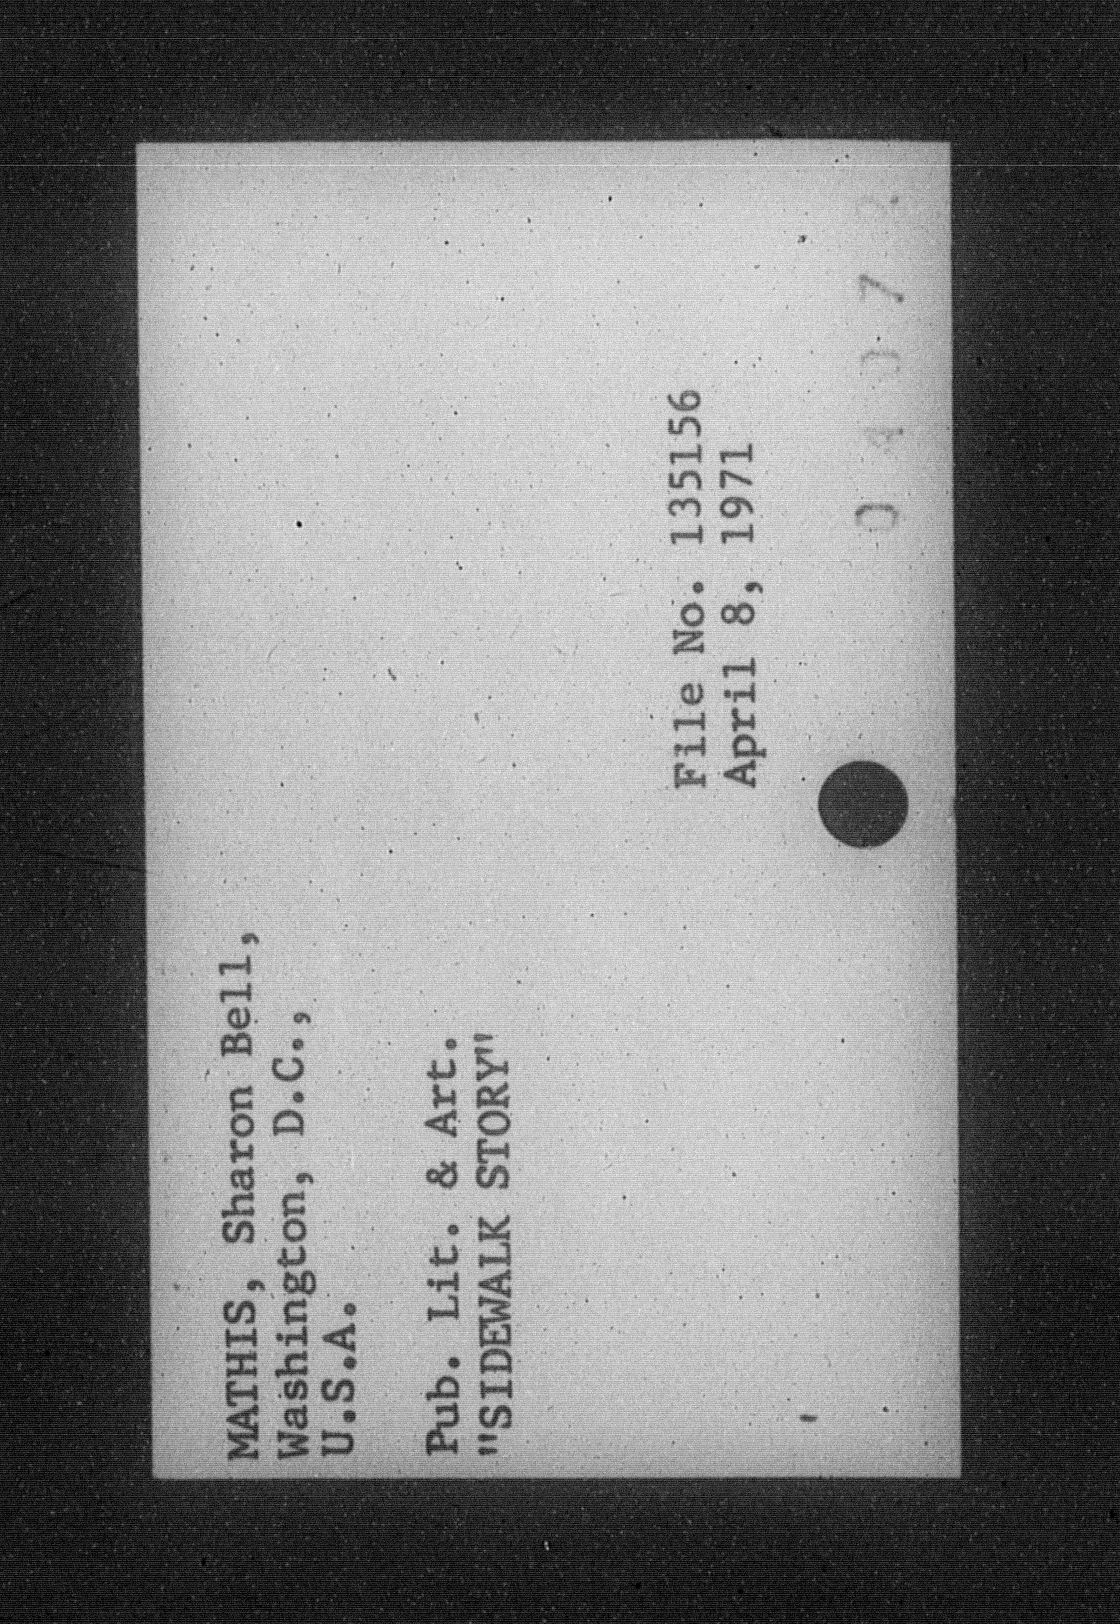 MATHIS, Sharon Bell,
Washington, D.C.,
U.S.A.
Pub. Lit. & Art.
"SIDEWALK STORY"
File No. 135156
April 8, 1971